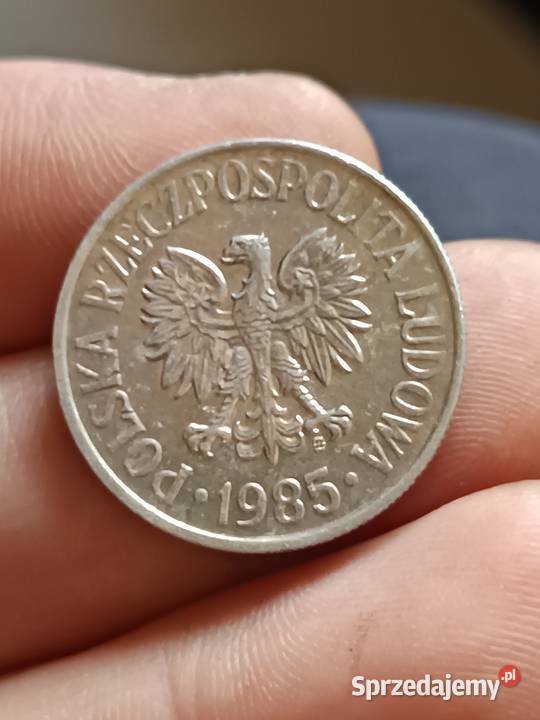 POLSKA RZECZPOSPOLITA LUDOWA
· 1985 ·
Sprzedajemy.pl